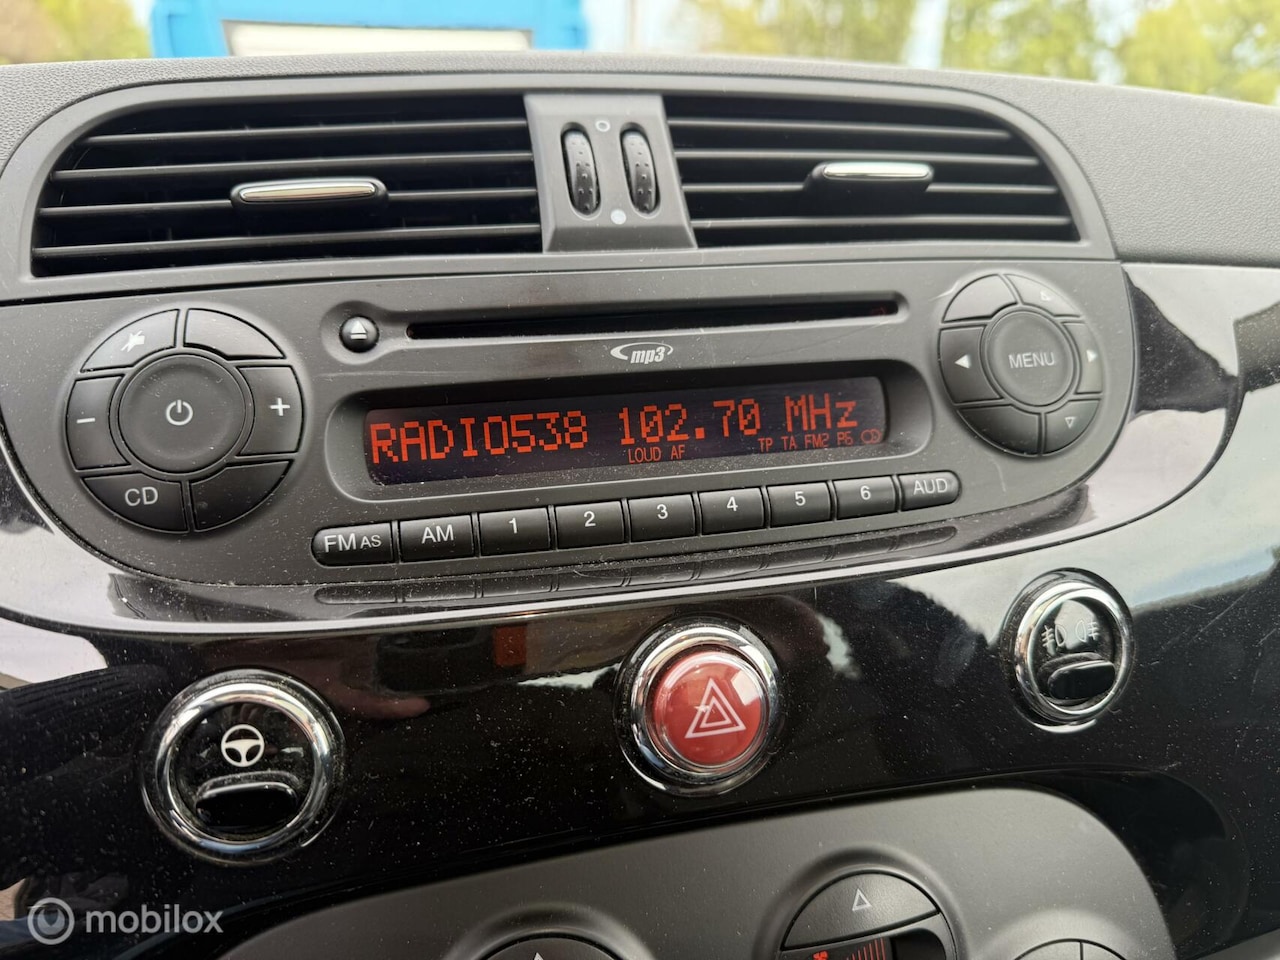 mp3
RADIO538 102.70 MHz
LOUD AF TP TA FM2 P6 CD
- + CD
MENU
FM AS AM 1 2 3 4 5 6 AUD
mobilox